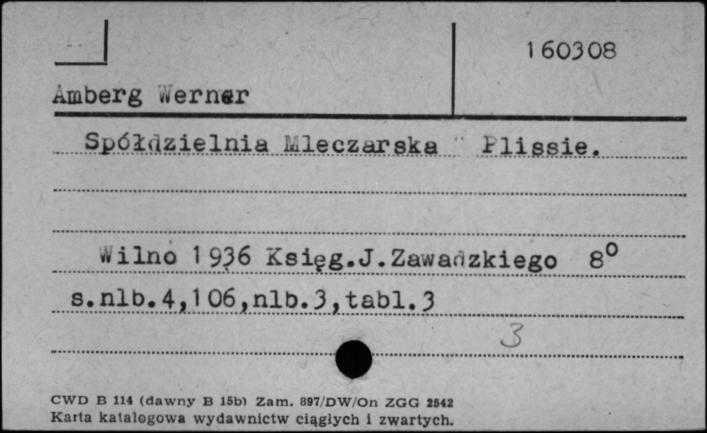 160308
Amberg Werner
Spółdzielnia Mleczarska " Plissie.
Wilno 1936 Księg.J.Zawadzkiego 8⁰
s.nlb.4,106,nlb.3,tabl.3
3
CWD B 114 (dawny B 15b) Zam. 897/DW/On ZGG 2542
Karta katalogowa wydawnictw ciągłych i zwartych.